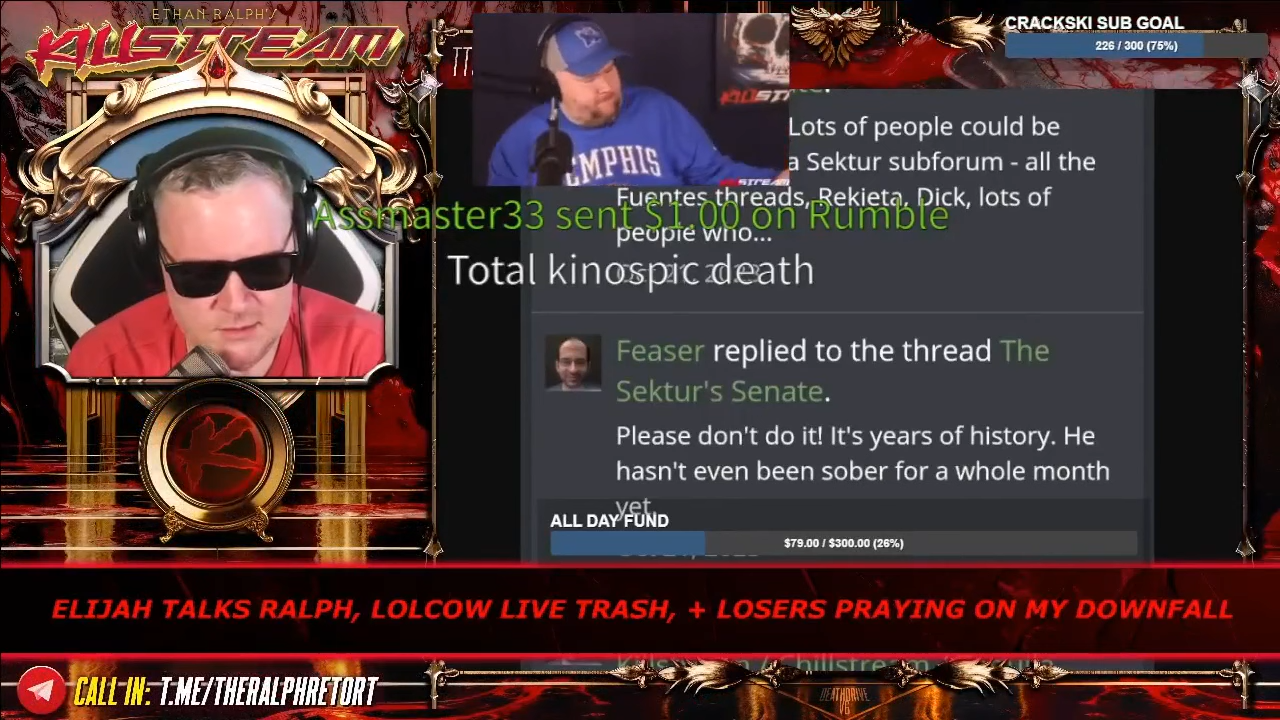 ETHAN RALPH'S
KILLSTREAM
CRACKSKI SUB GOAL
226 / 300 (75%)
MEMPHIS
Lots of people could be
a Sektur subforum - all the
Fuentes threads, Rekieta, Dick, lots of
people who...
Assmaster33 sent $1.00 on Rumble
Total kinospic death
Feaser replied to the thread The
Sektur's Senate.
Please don't do it! It's years of history. He
hasn't even been sober for a whole month
yet.
ALL DAY FUND
$79.00 / $300.00 (26%)
ELIJAH TALKS RALPH, LOLCOW LIVE TRASH, + LOSERS PRAYING ON MY DOWNFALL
CALL IN: T.ME/THERALPHRETORT